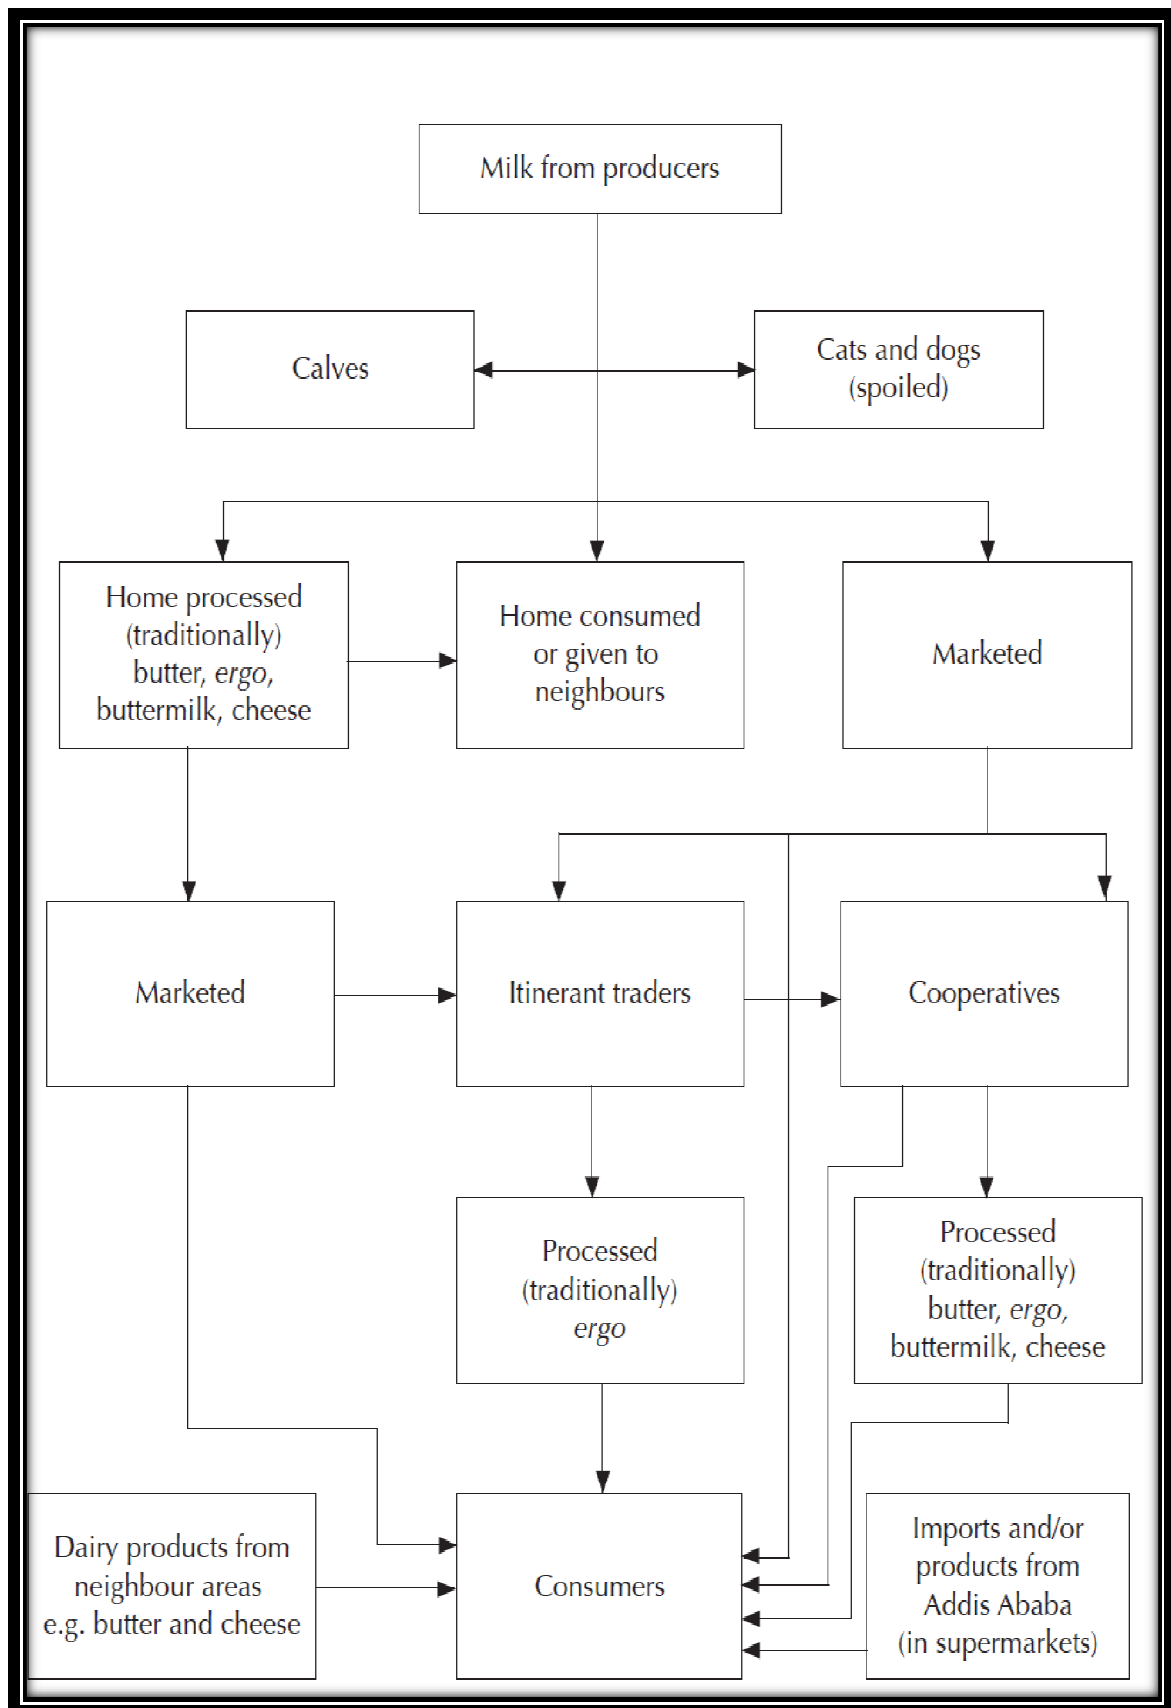 Milk from producers
Calves
Cats and dogs
(spoiled)
Home processed
(traditionally)
butter, ergo,
buttermilk, cheese
Home consumed
or given to
neighbours
Marketed
Marketed
Itinerant traders
Cooperatives
Processed
(traditionally)
ergo
Processed
(traditionally)
butter, ergo,
buttermilk, cheese
Dairy products from
neighbour areas
e.g. butter and cheese
Consumers
Imports and/or
products from
Addis Ababa
(in supermarkets)